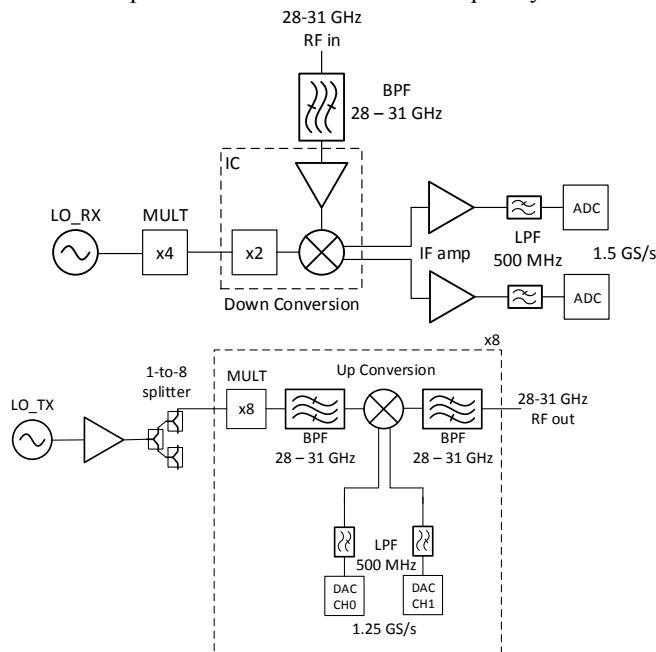 28-31 GHz
RF in
BPF
28 – 31 GHz
IC
LO_RX
MULT
x4
x2
IF amp
LPF
500 MHz
ADC
1.5 GS/s
ADC
Down Conversion
x8
1-to-8
splitter
MULT
Up Conversion
LO_TX
x8
28-31 GHz
RF out
BPF
28 – 31 GHz
BPF
28 – 31 GHz
LPF
500 MHz
DAC
CH0
DAC
CH1
1.25 GS/s